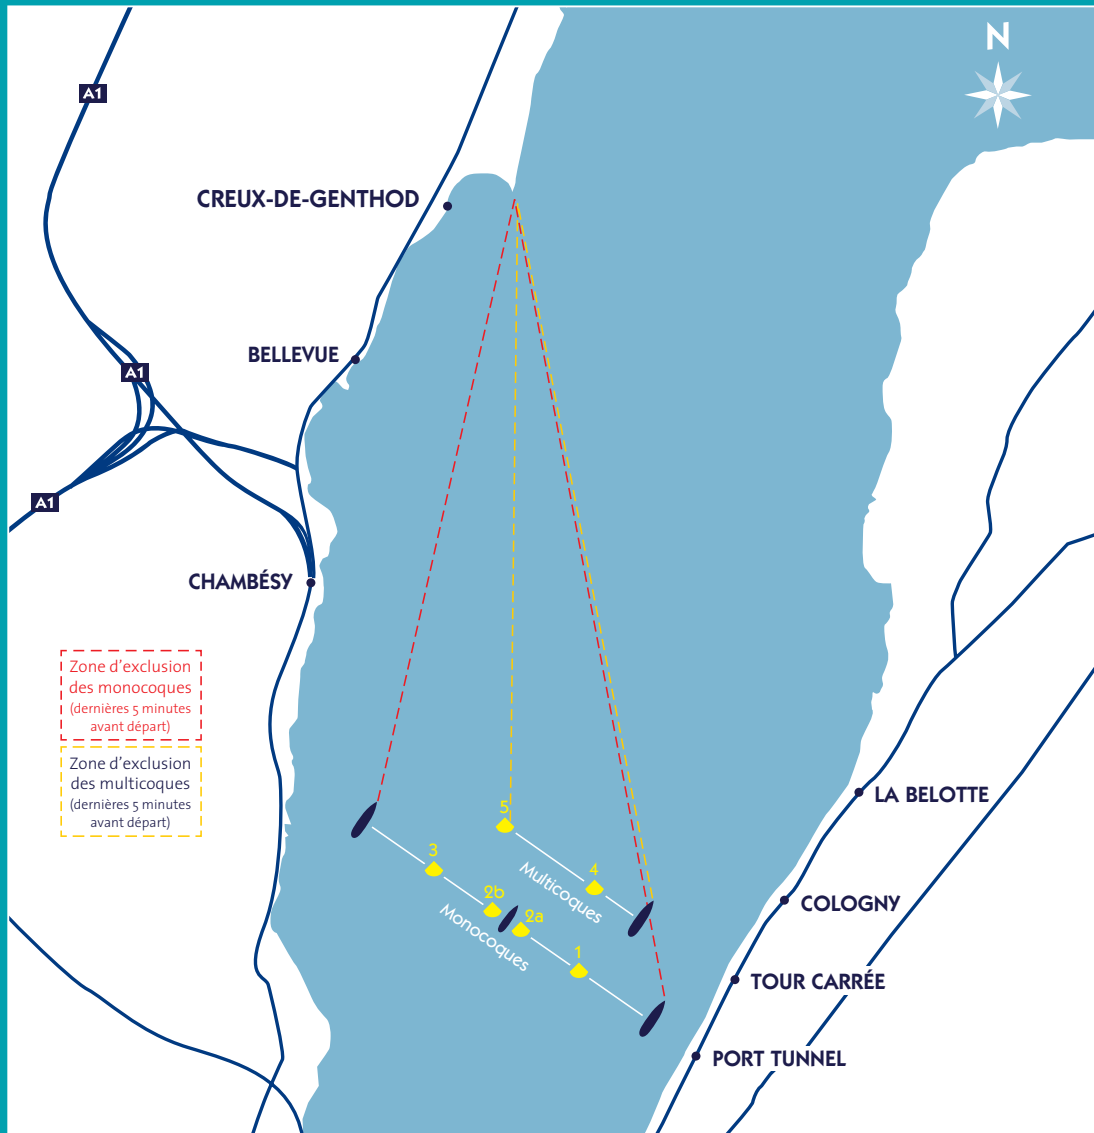 N
A1
CREUX-DE-GENTHOD
BELLEVUE
A1
A1
CHAMBÉSY
Zone d’exclusion
des monocoques
(dernières 5 minutes
avant départ)
Zone d’exclusion
des multicoques
(dernières 5 minutes
avant départ)
LA BELOTTE
5
3
4
Multicoques
2b
2a
Monocoques
1
COLOGNY
TOUR CARRÉE
PORT TUNNEL